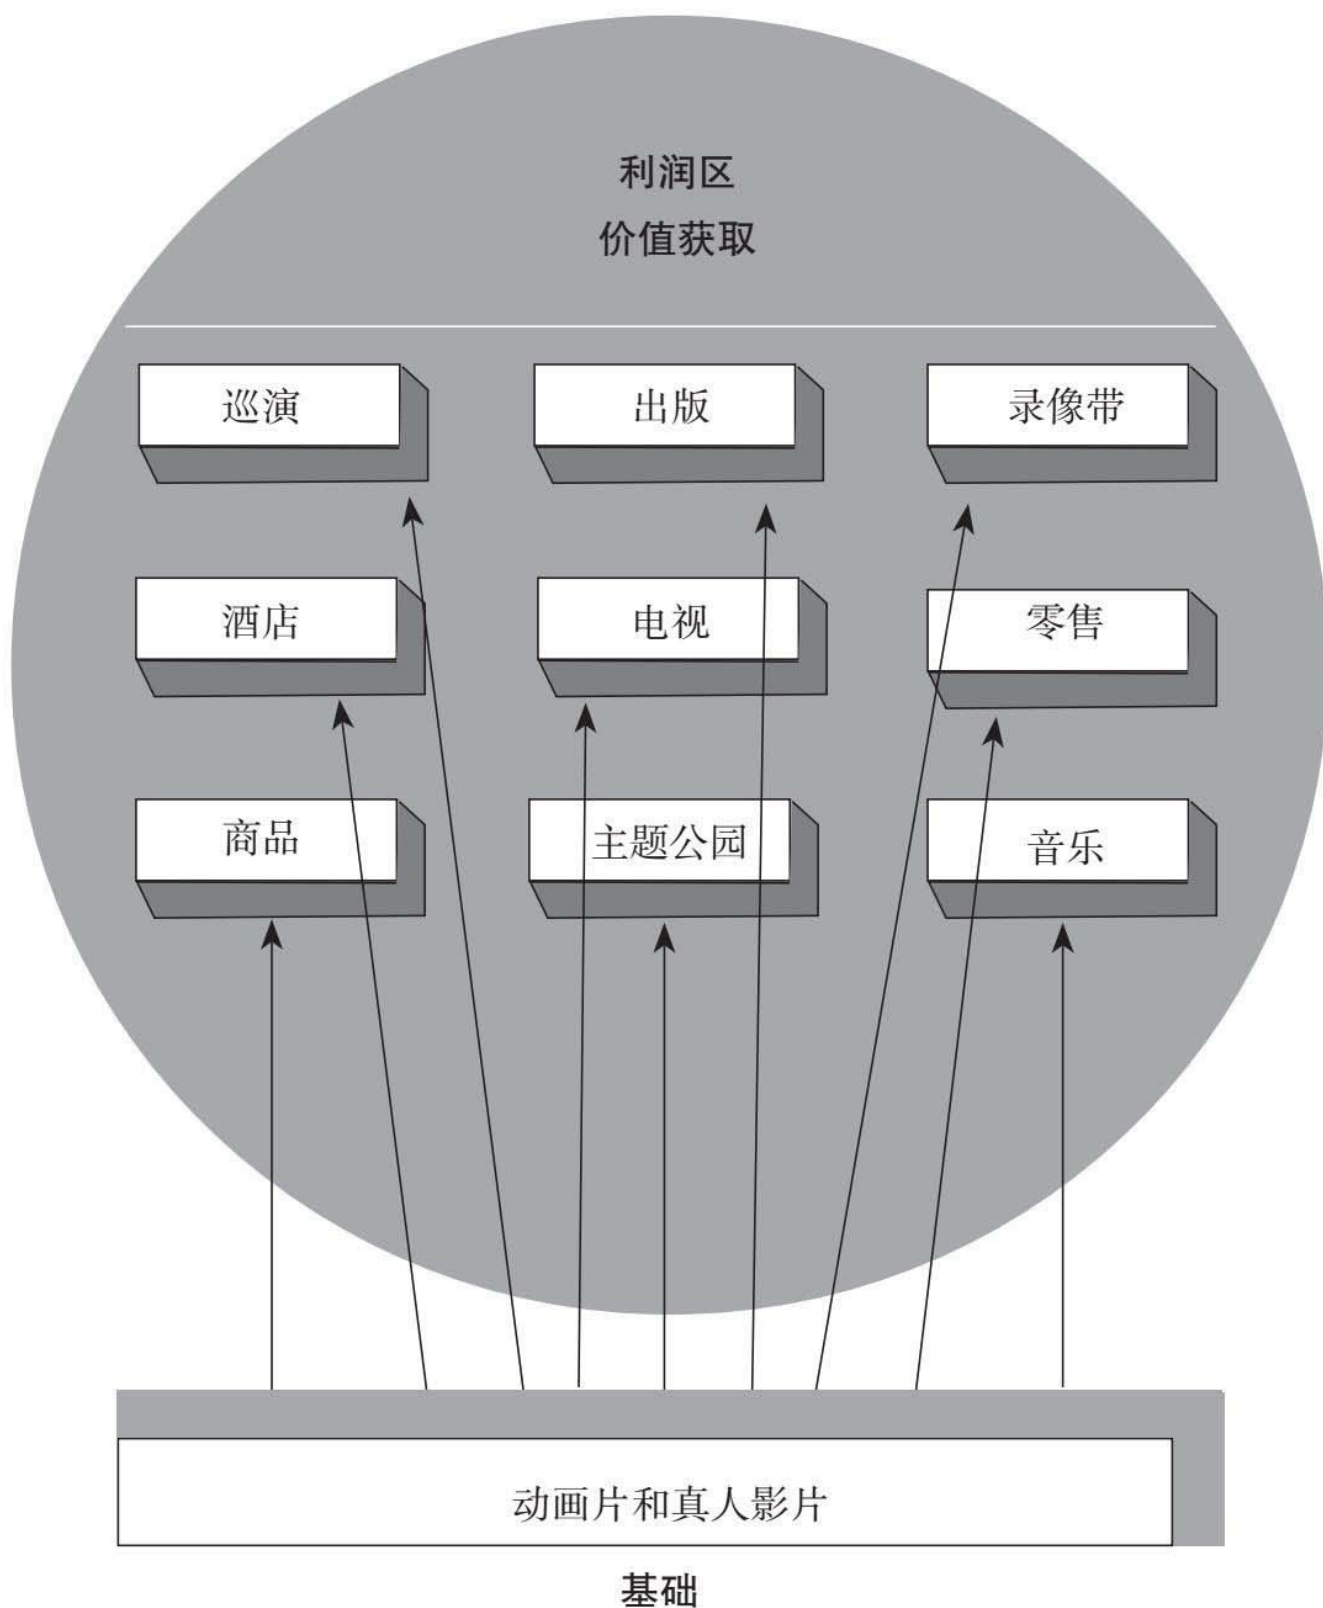 利润区
价值获取
巡演
出版
录像带
酒店
电视
零售
商品
主题公园
音乐
动画片和真人影片
基础